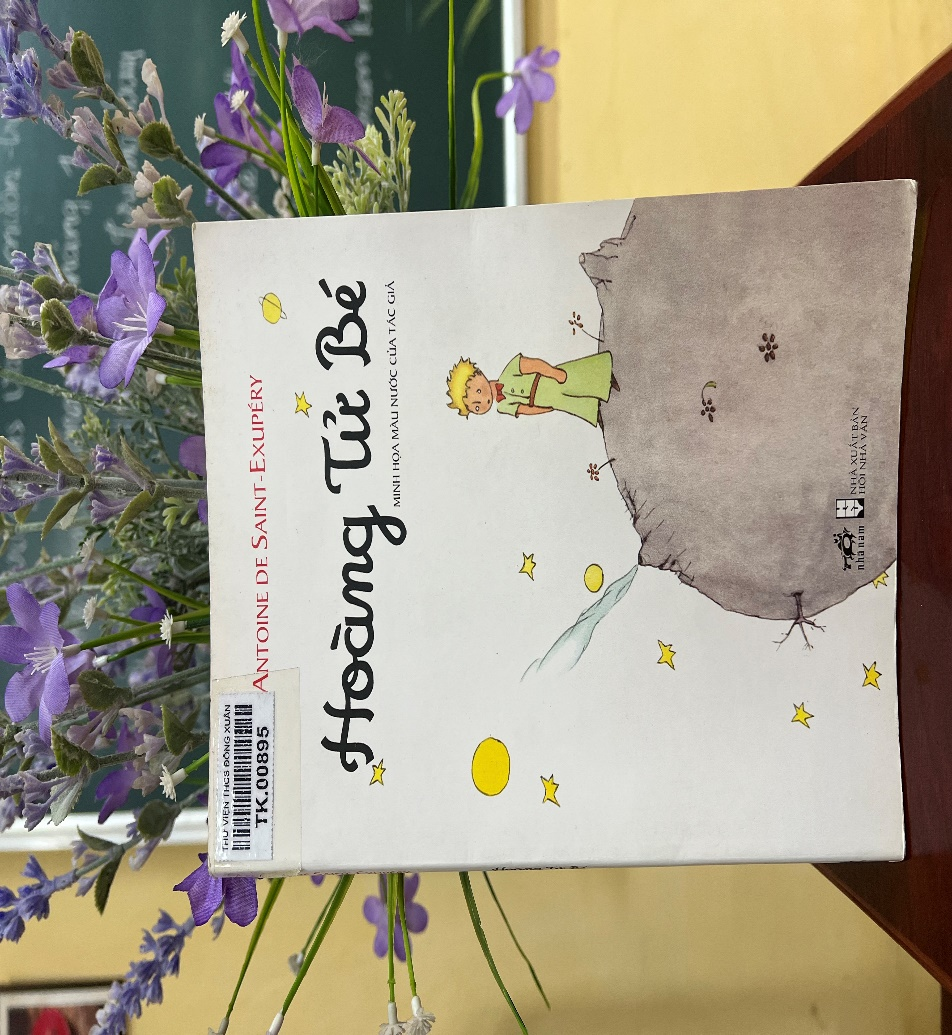 THƯ VIỆN THCS ĐỒNG XUÂN
TK.00895
ANTOINE DE SAINT-EXUPÉRY
Hoàng Tử Bé
MINH HỌA MÀU NƯỚC CỦA TÁC GIẢ
nhã nam
NHÀ XUẤT BẢN
HỘI NHÀ VĂN